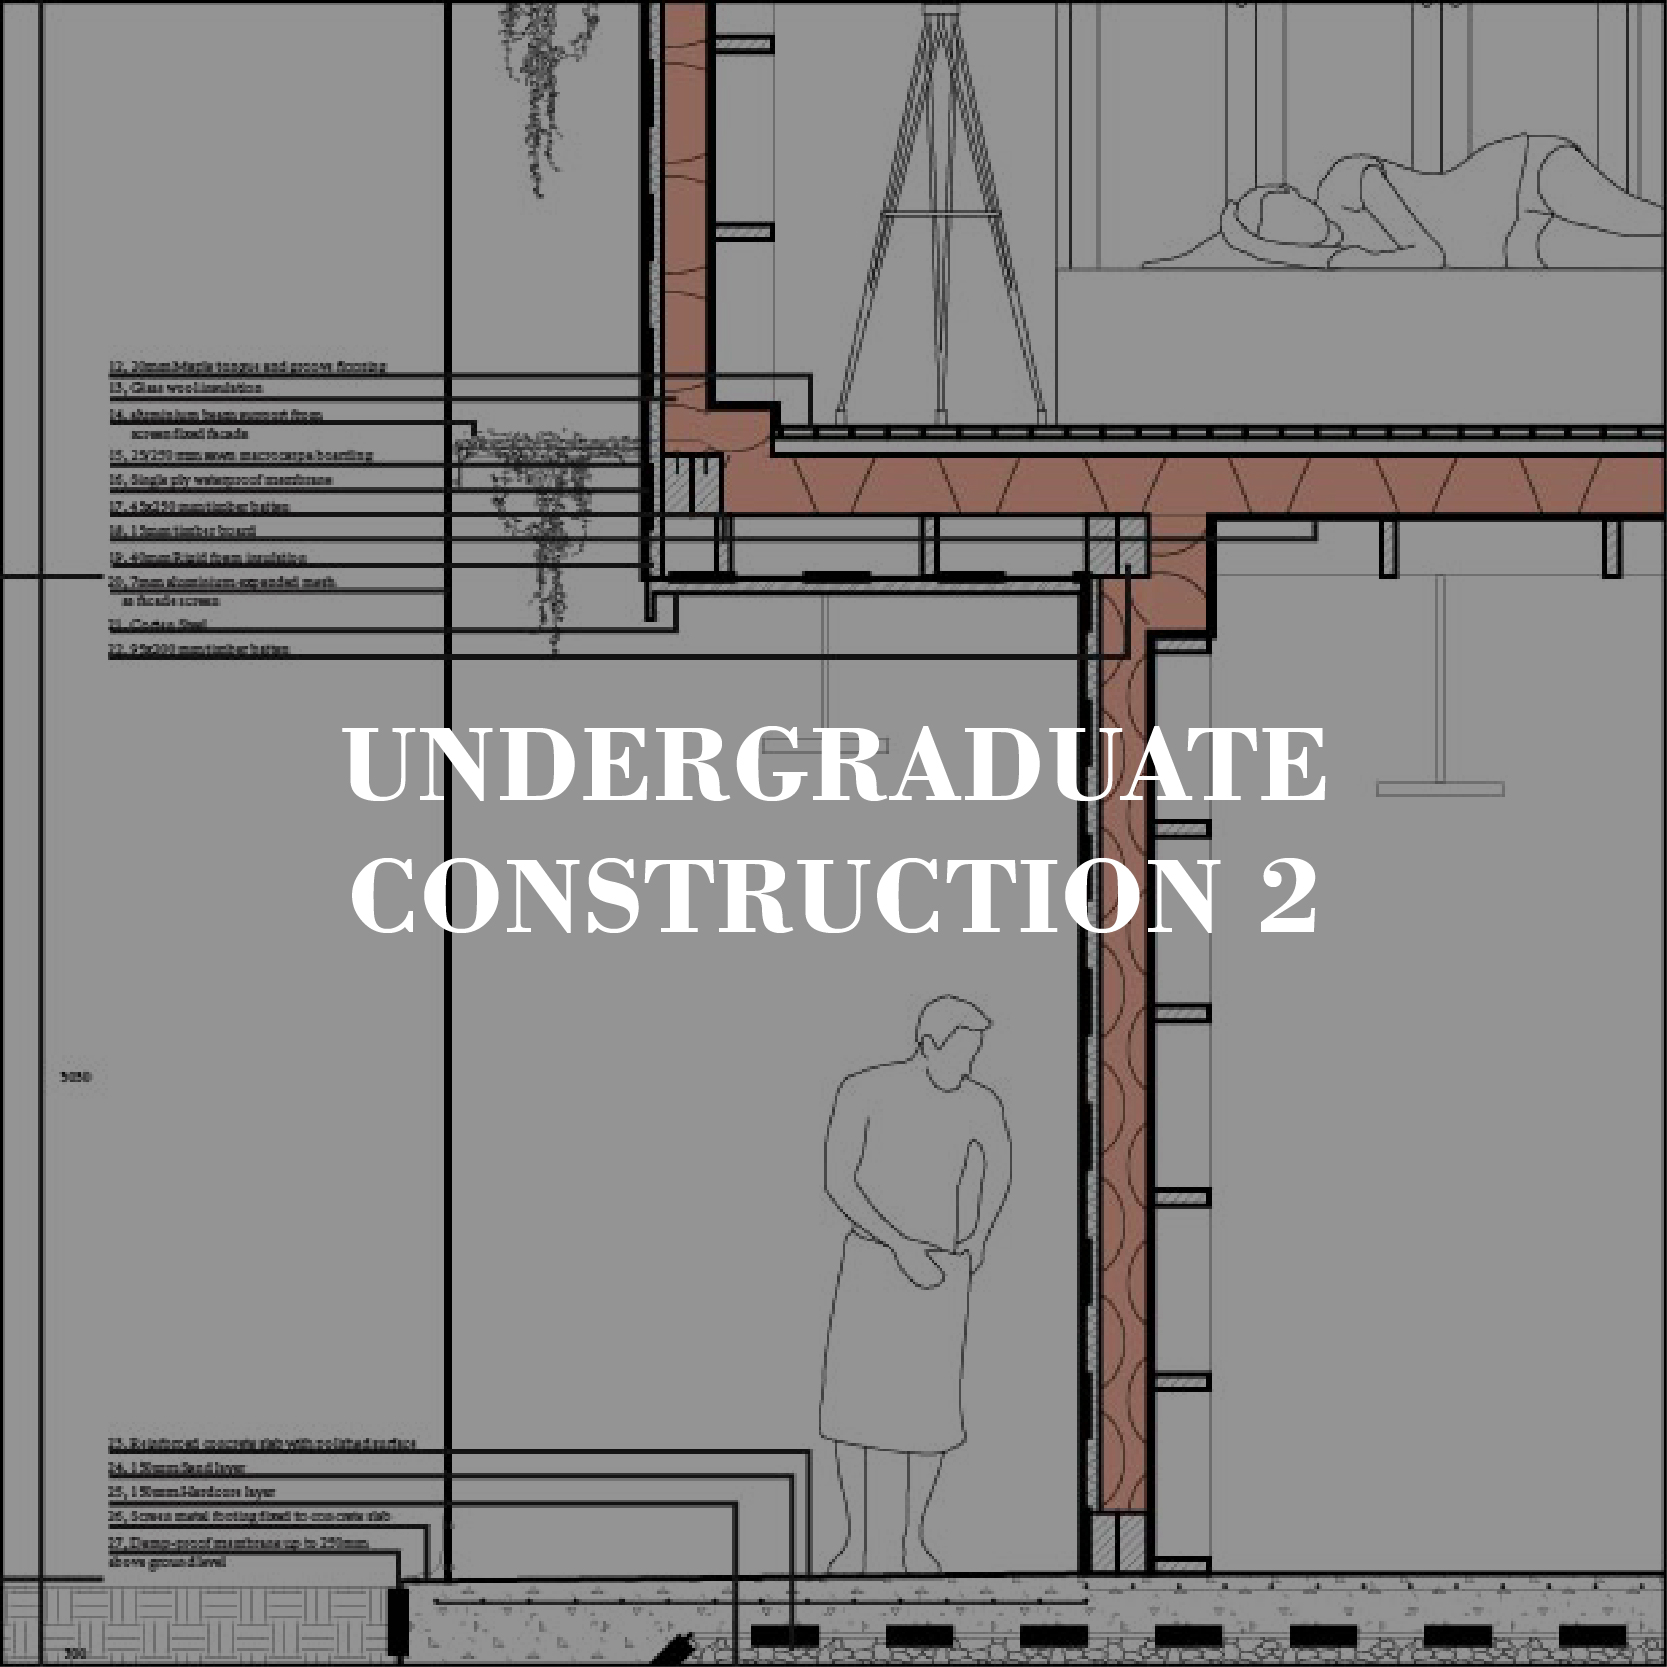 12, 20mm Maple tongue and groove flooring
13, Glass wool insulation
14, aluminium beam support from
screen fixed facade
15, 25/250 mm sawn macrocarpa boarding
16, Single ply waterproof membrane
17, 45x250 mm timber batten
18, 15mm timber board
19, 40mm Rigid foam insulation
20, 7mm aluminium expanded mesh
as facade screen
21, Corten Steel
22, 95x200 mm timber batten
UNDERGRADUATE
CONSTRUCTION 2
3050
23, Reinforced concrete slab with polished surface
24, 150mm Sand layer
25, 150mm Hardcore layer
26, Screen metal footing fixed to concrete slab
27, Damp-proof membrane up to 250mm
above ground level
300